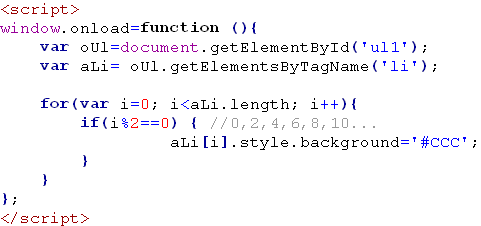 <script>
window.onload=function (){
    var oUl=document.getElementById('ul1');
    var aLi= oUl.getElementsByTagName('li');

    for(var i=0; i<aLi.length; i++){
        if(i%2==0) { //0,2,4,6,8,10...
                 aLi[i].style.background='#CCC';
        }
    }
};
</script>